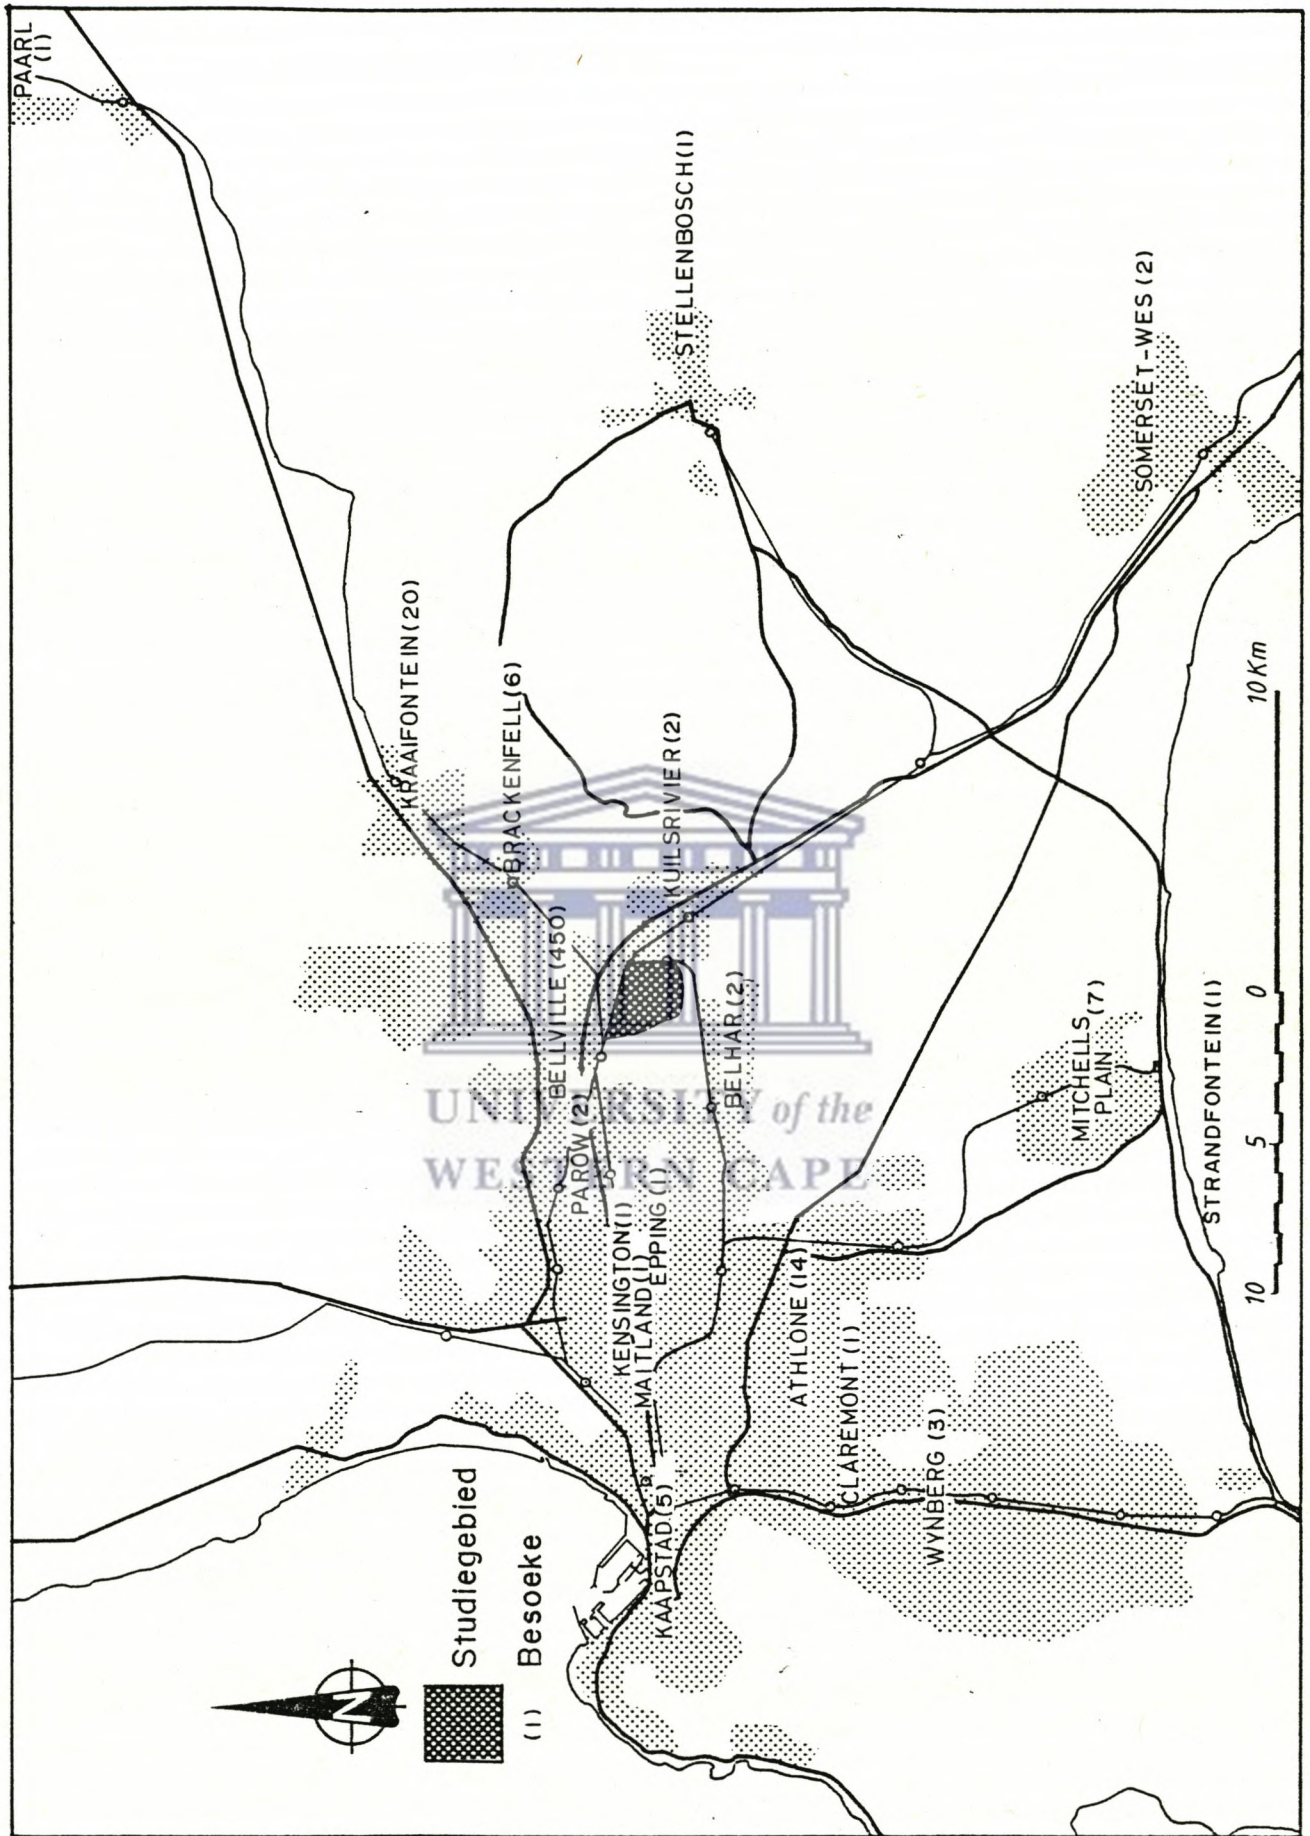 PAARL
(1)
STELLENBOSCH(1)
SOMERSET-WES (2)
KRAAIFONTEIN(20)
BRACKENFELL(6)
KUILSRIVIER(2)
BELLVILLE (450)
BELHAR(2)
PAROW(2)
MITCHELLS
PLAIN (7)
STRANDFONTEIN(1)
KENSINGTON(1)
MAITLAND(1)
EPPING(1)
ATHLONE (14)
CLAREMONT(1)
WYNBERG (3)
KAAPSTAD(5)
Studiegebied
(1) Besoeke
N
10 5 0 10Km
UNIVERSITY of the
WESTERN CAPE